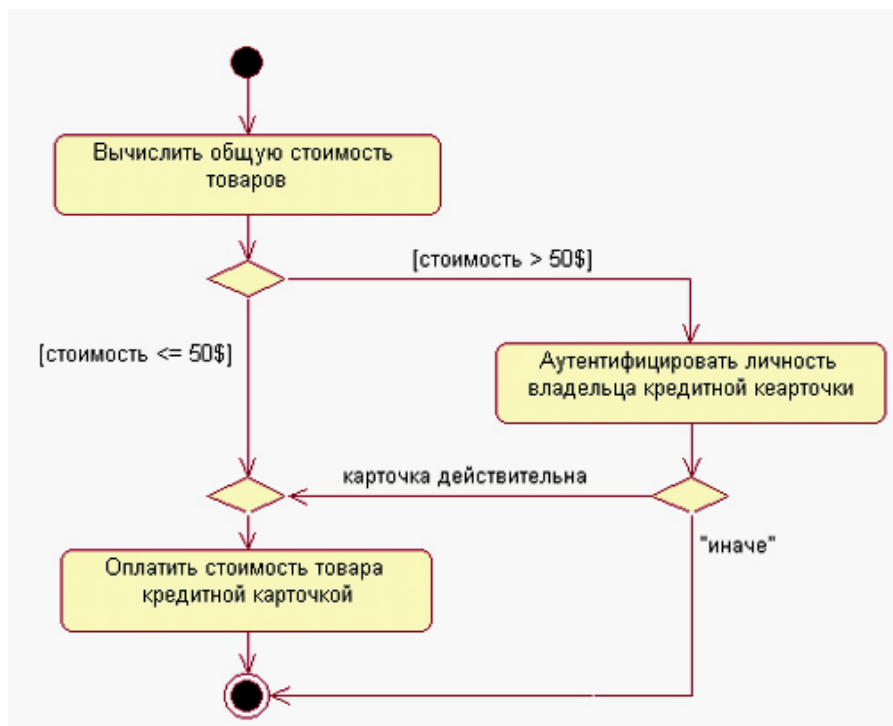 Вычислить общую стоимость
товаров
[стоимость > 50$]
[стоимость <= 50$]
Аутентифицировать личность
владельца кредитной кеарточки
карточка действительна
"иначе"
Оплатить стоимость товара
кредитной карточкой